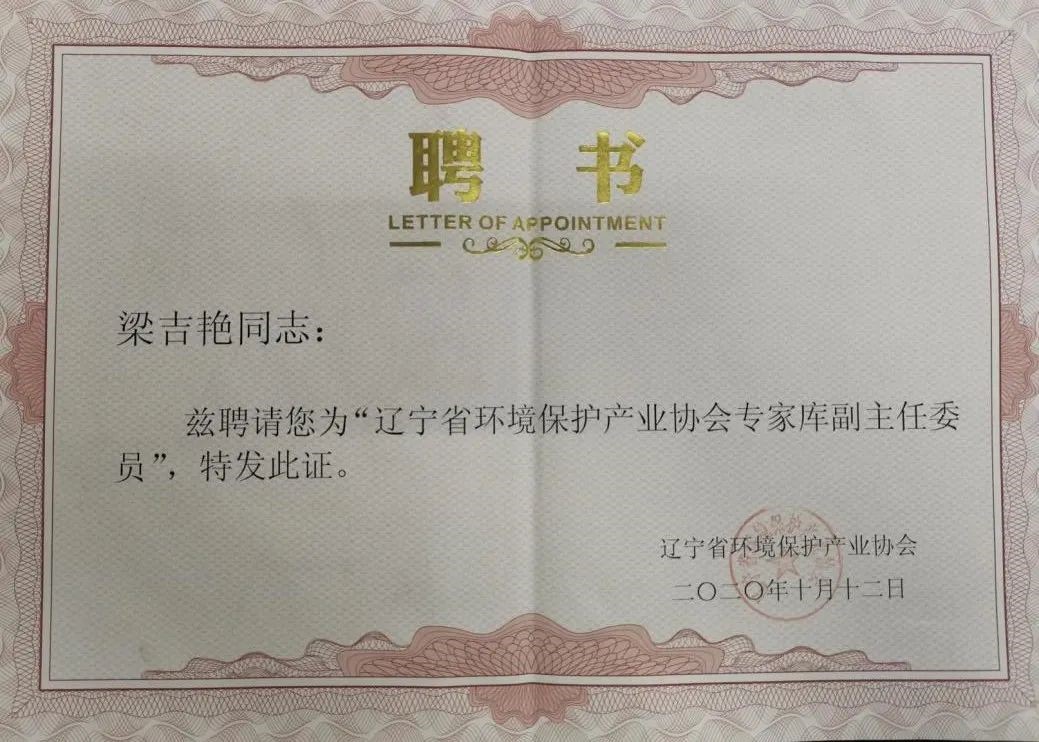 聘书
LETTER OF APPOINTMENT
梁吉艳同志：
兹聘请您为“辽宁省环境保护产业协会专家库副主任委
员”，特发此证。
辽宁省环境保护产业协会
二〇二〇年十月十二日